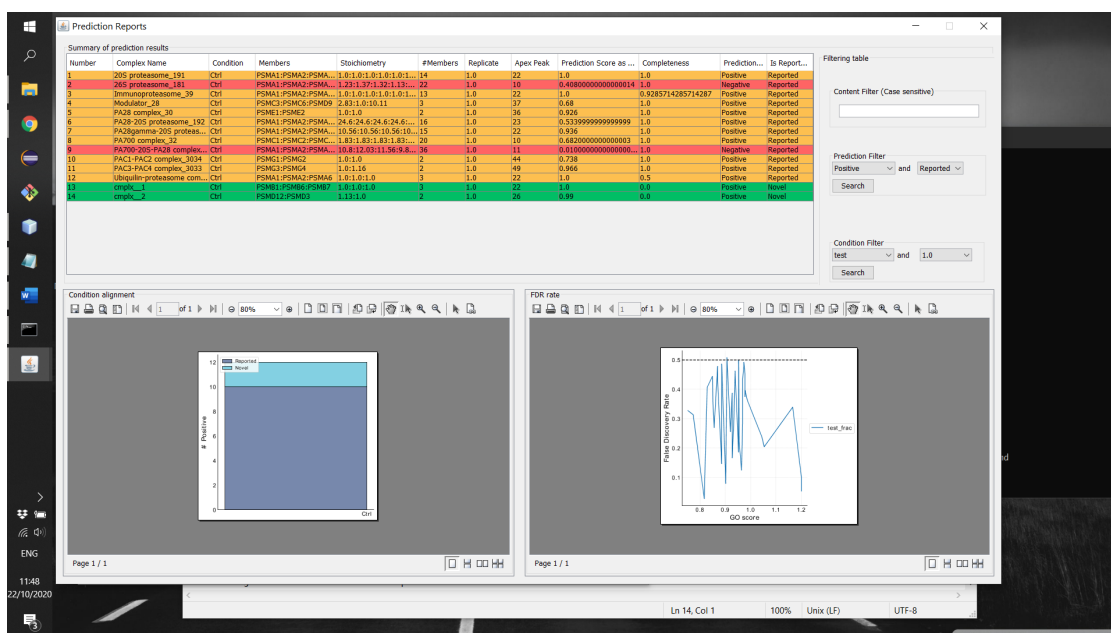 Prediction Reports
Summary of prediction results
Number Complex Name Condition Members Stoichiometry #Members Replicate Apex Peak Prediction Score as ... Completeness Prediction... Is Report...
1 20S proteasome_191 Ctrl PSMA1:PSMA2:PSMA... 1.0:1.0:1.0:1.0:1.0:1... 14 1.0 22 1.0 1.0 Positive Reported
2 26S proteasome_181 Ctrl PSMA1:PSMA2:PSMA... 1.23:1.37:1.32:1.13:... 22 1.0 10 0.40800000000000014 1.0 Negative Reported
3 Immunoproteasome_39 Ctrl PSMA1:PSMA2:PSMA... 1.0:1.0:1.0:1.0:1.0:1... 13 1.0 22 1.0 0.9285714285714287 Positive Reported
4 Modulator_28 Ctrl PSMC3:PSMC6:PSMD9 2.83:1.0:10.11 3 1.0 37 0.68 1.0 Positive Reported
5 PA28 complex_30 Ctrl PSME1:PSME2 1.0:1.0 2 1.0 36 0.926 1.0 Positive Reported
6 PA28-20S proteasome_192 Ctrl PSMA1:PSMA2:PSMA... 24.6:24.6:24.6:24.6:... 16 1.0 23 0.5339999999999999 1.0 Positive Reported
7 PA28gamma-20S proteas... Ctrl PSMA1:PSMA2:PSMA... 10.56:10.56:10.56:10... 15 1.0 22 0.936 1.0 Positive Reported
8 PA700 complex_32 Ctrl PSMC1:PSMC2:PSMC... 1.83:1.83:1.83:1.83:... 20 1.0 10 0.6820000000000003 1.0 Positive Reported
9 PA700-20S-PA28 complex... Ctrl PSMA1:PSMA2:PSMA... 10.8:12.03:11.56:9.8... 36 1.0 11 0.0100000000000000... 1.0 Negative Reported
10 PAC1-PAC2 complex_3034 Ctrl PSMG1:PSMG2 1.0:1.0 2 1.0 44 0.738 1.0 Positive Reported
11 PAC3-PAC4 complex_3033 Ctrl PSMG3:PSMG4 1.0:1.16 2 1.0 49 0.966 1.0 Positive Reported
12 Ubiquilin-proteasome com... Ctrl PSMA1:PSMA2:PSMA6 1.0:1.0:1.0 3 1.0 22 1.0 0.5 Positive Reported
13 cmplx__1 Ctrl PSMB1:PSMB6:PSMB7 1.0:1.0:1.0 3 1.0 22 1.0 0.0 Positive Novel
14 cmplx__2 Ctrl PSMD12:PSMD3 1.13:1.0 2 1.0 26 0.99 0.0 Positive Novel
Filtering table
Content Filter (Case sensitive)
Prediction Filter
Positive and Reported
Search
Condition Filter
test and 1.0
Search
Condition alignment
1 of 1 80%
Reported
Novel
12
10
8
6
4
2
0
# Positive
Ctrl
Page 1 / 1
FDR rate
1 of 1 80%
0.5
0.4
0.3
0.2
0.1
False Discovery Rate
0.8 0.9 1.0 1.1 1.2
GO score
test_frac
Page 1 / 1
ENG
11:48
22/10/2020
3
Ln 14, Col 1 100% Unix (LF) UTF-8